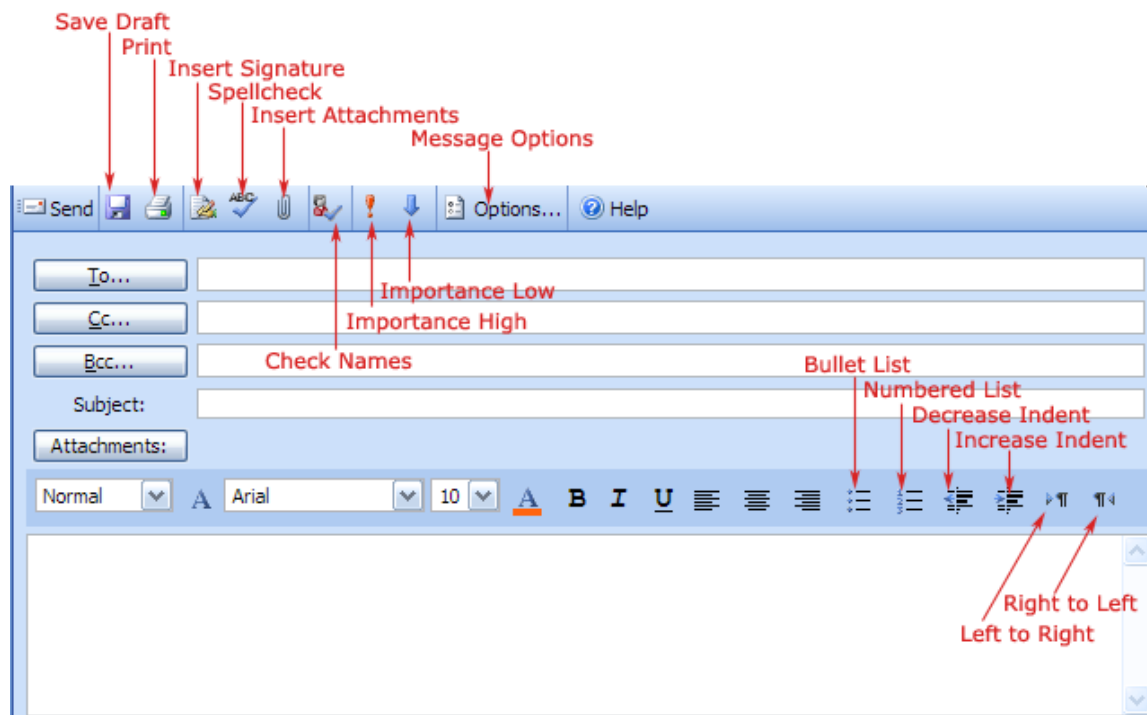 Save Draft
Print
Insert Signature
Spellcheck
Insert Attachments
Message Options
Send ABC Options... Help
To...
Importance Low
Cc...
Importance High
Bcc...
Check Names
Bullet List
Subject:
Numbered List
Decrease Indent
Attachments:
Increase Indent
Normal A Arial 10 A B I U ¶ ¶
Right to Left
Left to Right